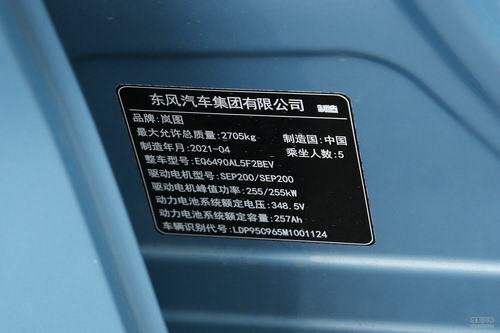 东风汽车集团有限公司
品牌:岚图
最大允许总质量:2705kg 制造国:中国
制造年月:2021-04 乘坐人数:5
整车型号:EQ6490AL5F2BEV
驱动电机型号:SEP200/SEP200
驱动电机峰值功率:255/255kW
动力电池系统额定电压:348.5V
动力电池系统额定容量:257Ah
车辆识别代号:LDP95C965M1001124